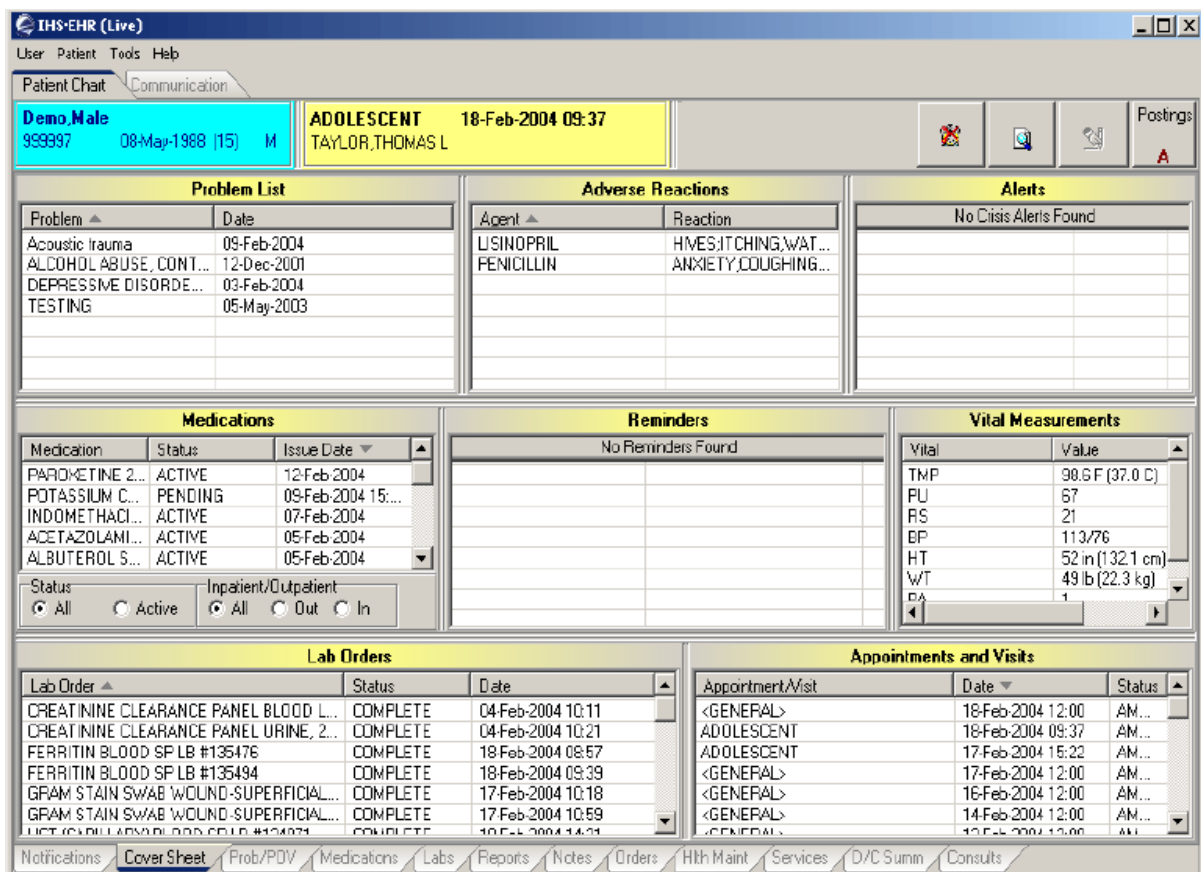 IHS·EHR (Live)
User Patient Tools Help
Patient Chart Communication
Demo,Male
999997 08-May-1988 (15) M
ADOLESCENT 18-Feb-2004 09:37
TAYLOR,THOMAS L
Postings
A
Problem List
Problem Date
Acoustic trauma 09-Feb-2004
ALCOHOL ABUSE, CONT... 12-Dec-2001
DEPRESSIVE DISORDE... 03-Feb-2004
TESTING 05-May-2003
Adverse Reactions
Agent Reaction
LISINOPRIL HIVES;ITCHING,WAT...
PENICILLIN ANXIETY;COUGHING...
Alerts
No Crisis Alerts Found
Medications
Medication Status Issue Date
PAROXETINE 2... ACTIVE 12-Feb-2004
POTASSIUM C... PENDING 09-Feb-2004 15:...
INDOMETHACI... ACTIVE 07-Feb-2004
ACETAZOLAMI... ACTIVE 05-Feb-2004
ALBUTEROL S... ACTIVE 05-Feb-2004
Status Inpatient/Outpatient
All Active All Out In
Reminders
No Reminders Found
Vital Measurements
Vital Value
TMP 98.6 F (37.0 C)
PU 67
RS 21
BP 113/76
HT 52 in (132.1 cm)
WT 49 lb (22.3 kg)
PA 1
Lab Orders
Lab Order Status Date
CREATININE CLEARANCE PANEL BLOOD L... COMPLETE 04-Feb-2004 10:11
CREATININE CLEARANCE PANEL URINE, 2... COMPLETE 04-Feb-2004 10:21
FERRITIN BLOOD SP LB #135476 COMPLETE 18-Feb-2004 08:57
FERRITIN BLOOD SP LB #135494 COMPLETE 18-Feb-2004 09:39
GRAM STAIN SWAB WOUND-SUPERFICIAL... COMPLETE 17-Feb-2004 10:18
GRAM STAIN SWAB WOUND-SUPERFICIAL... COMPLETE 17-Feb-2004 10:59
BLOOD COMPLETE
Appointments and Visits
Appointment/Visit Date Status
<GENERAL> 18-Feb-2004 12:00 AM...
ADOLESCENT 18-Feb-2004 09:37 AM...
ADOLESCENT 17-Feb-2004 15:22 AM...
<GENERAL> 17-Feb-2004 12:00 AM...
<GENERAL> 16-Feb-2004 12:00 AM...
<GENERAL> 14-Feb-2004 12:00 AM...
<GENERAL>
Notifications Cover Sheet Prob/POV Medications Labs Reports Notes Orders Hlth Maint Services D/C Summ Consults